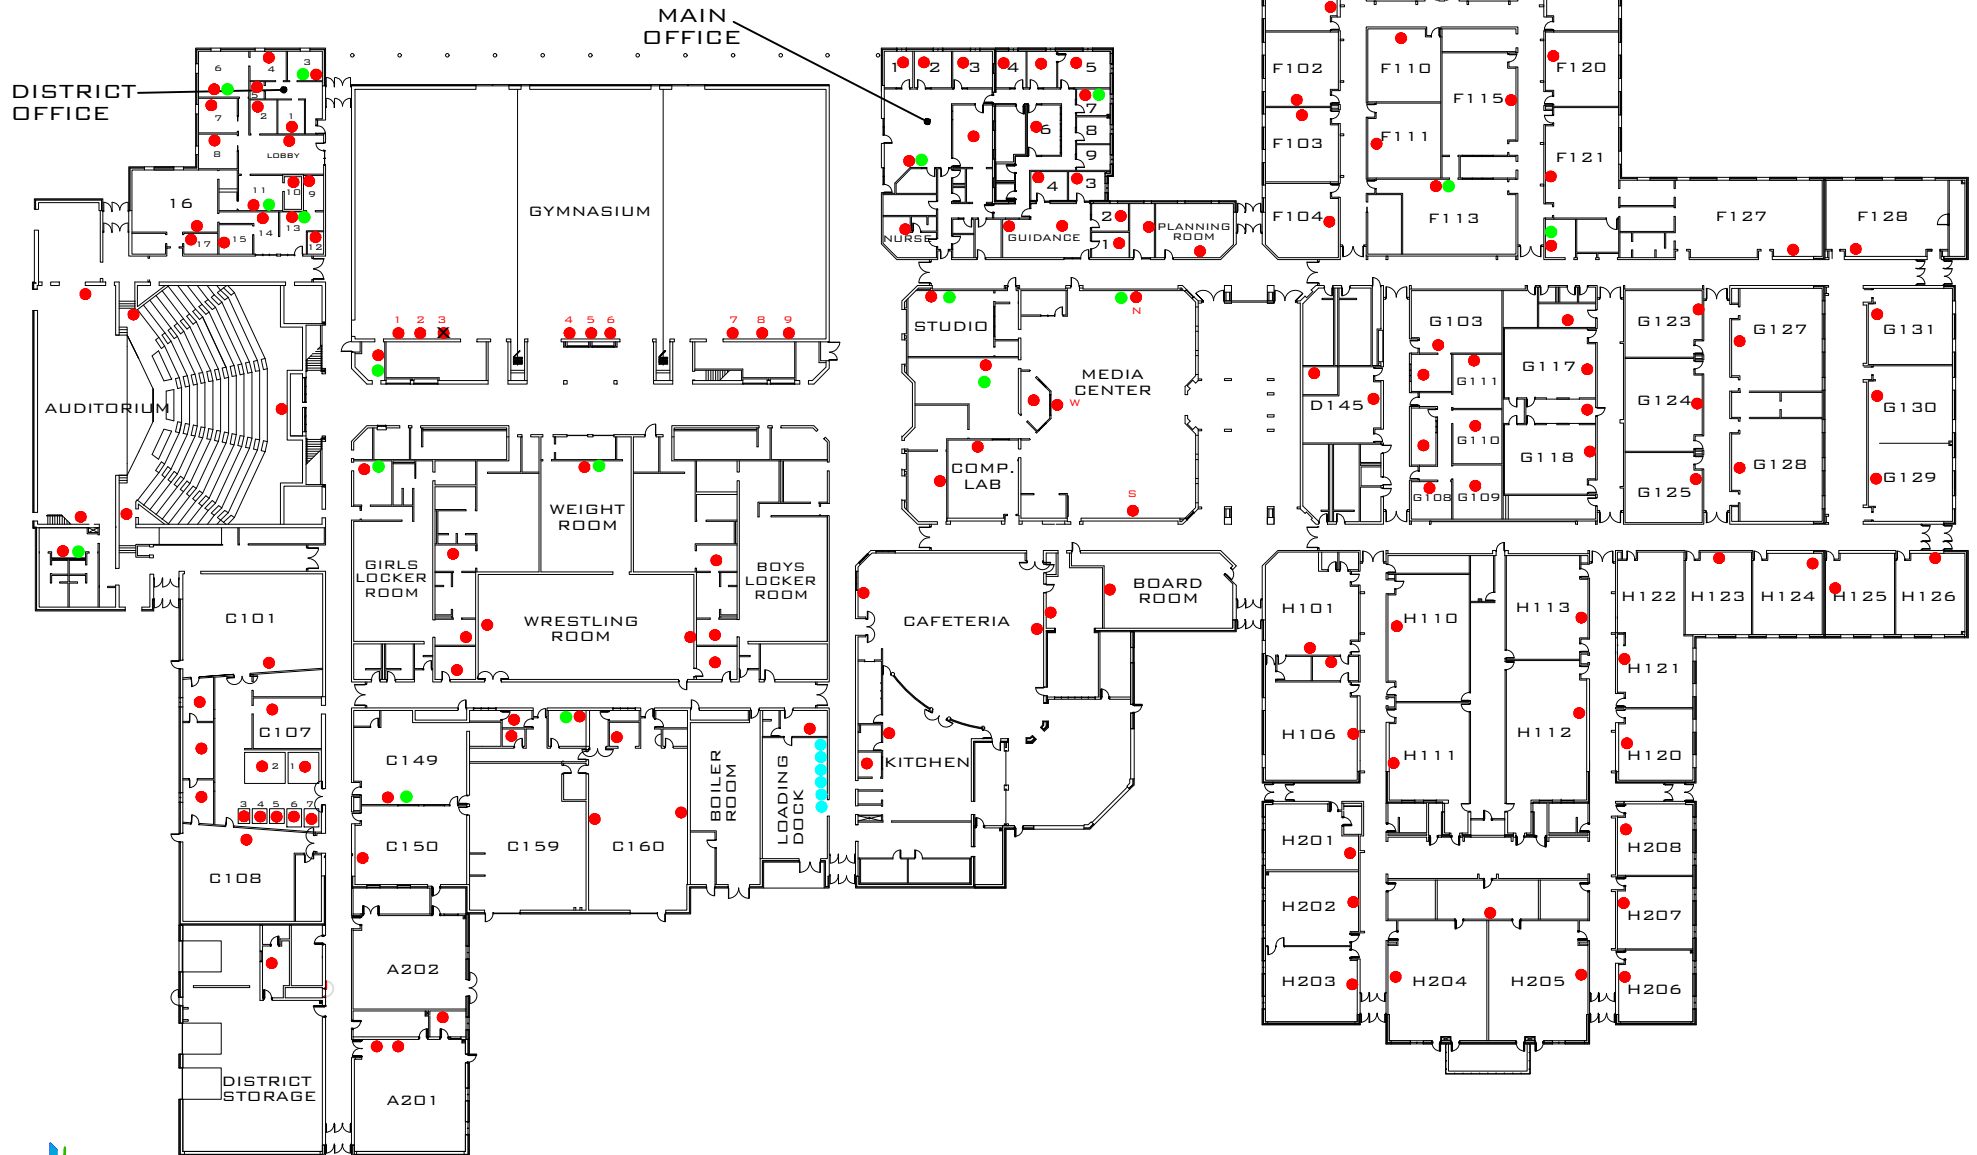 MAIN
OFFICE
DISTRICT
OFFICE
6
4
3
5
7
2
1
8
LOBBY
11
10
9
16
13
14
15
17
12
GYMNASIUM
1
2
3
4
5
6
7
8
9
AUDITORIUM
1
2
3
4
5
7
6
8
9
4
3
2
1
NURSE
GUIDANCE
PLANNING
ROOM
F102
F103
F104
F110
F111
F113
F115
F120
F121
F127
F128
STUDIO
N
MEDIA
CENTER
W
S
COMP.
LAB
D145
G103
G111
G110
G108
G109
G117
G118
G123
G124
G125
G127
G128
G131
G130
G129
WEIGHT
ROOM
GIRLS
LOCKER
ROOM
BOYS
LOCKER
ROOM
WRESTLING
ROOM
CAFETERIA
BOARD
ROOM
KITCHEN
C101
C107
2
1
3
4
5
6
7
C108
C149
C150
C159
C160
BOILER
ROOM
LOADING
DOCK
A202
A201
DISTRICT
STORAGE
H101
H106
H110
H111
H113
H112
H122
H123
H124
H125
H126
H121
H120
H201
H202
H203
H204
H205
H208
H207
H206